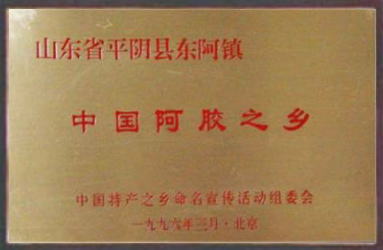 山东省平阴县东阿镇
中国阿胶之乡
中国特产之乡命名宣传活动组委会
一九九六年三月·北京